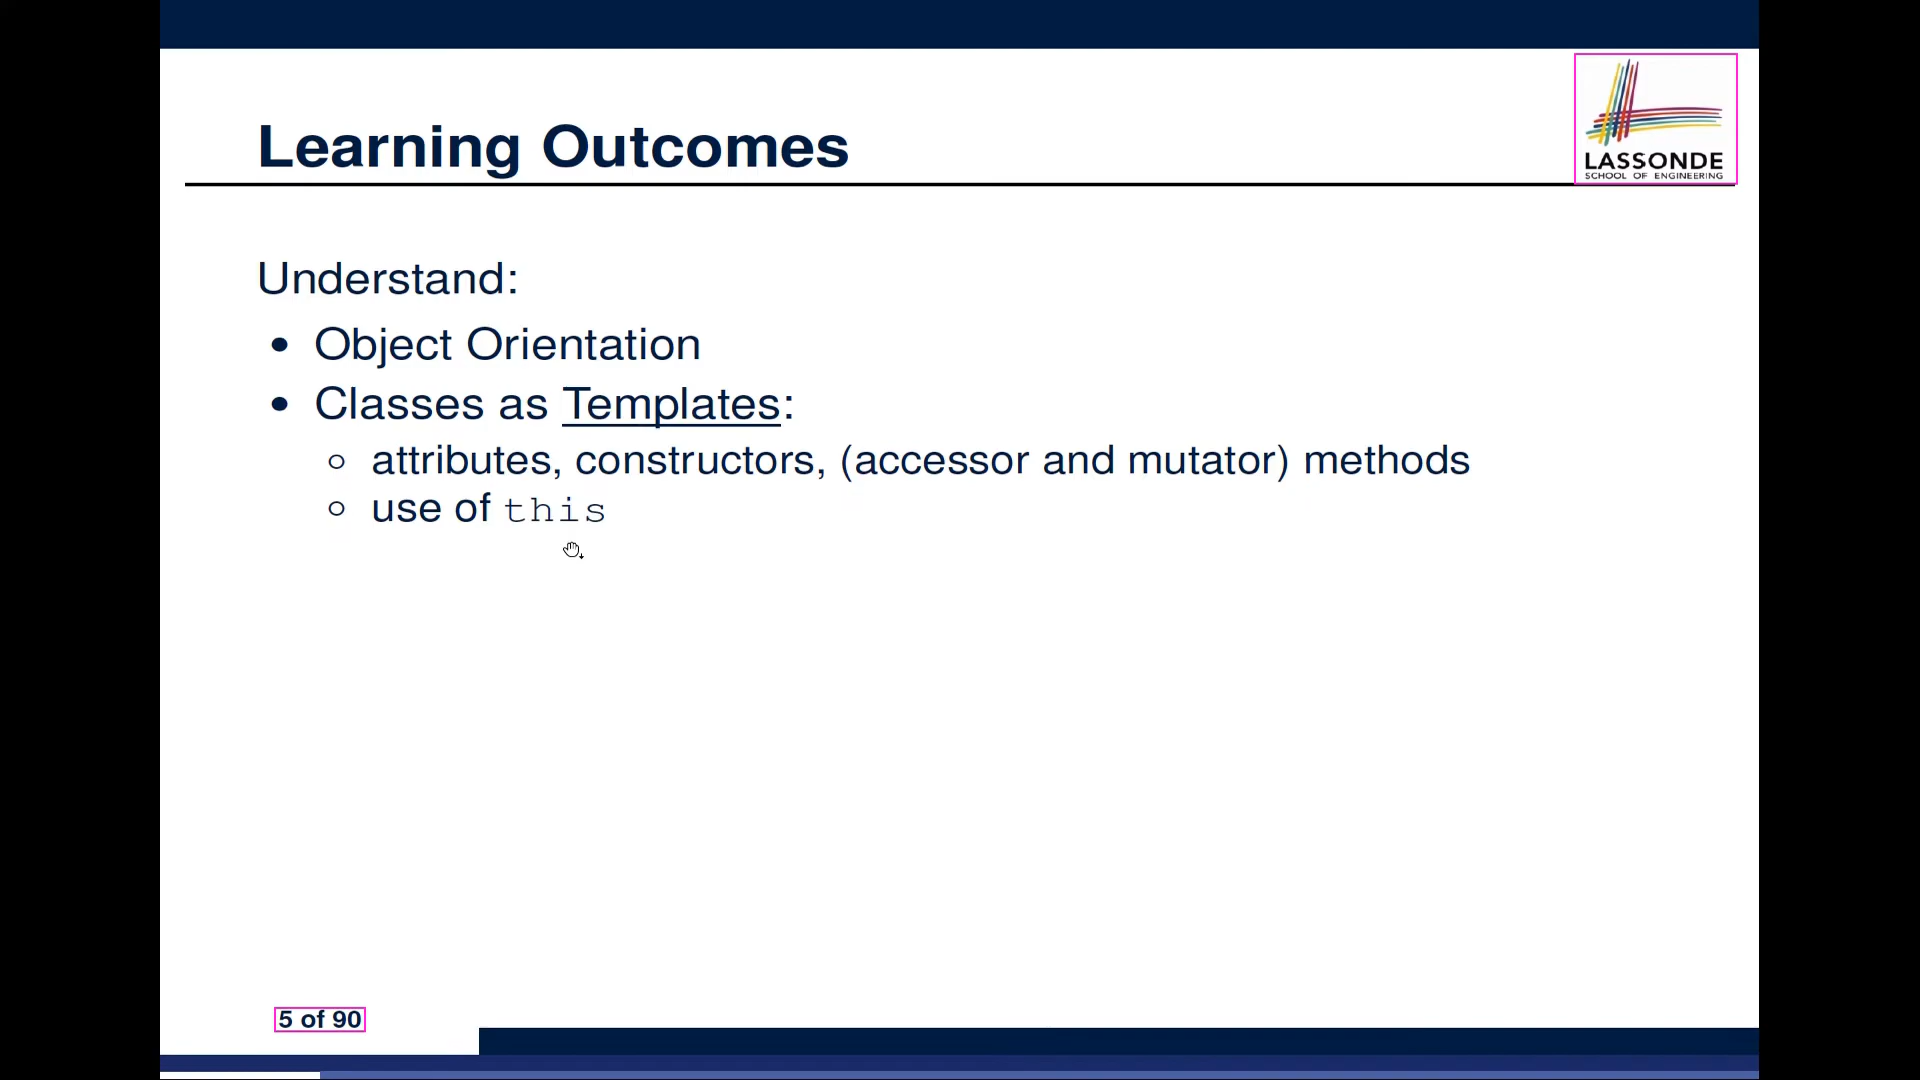 LASSONDE
SCHOOL OF ENGINEERING
Learning Outcomes
Understand:
• Object Orientation
• Classes as Templates:
○ attributes, constructors, (accessor and mutator) methods
○ use of this
5 of 90